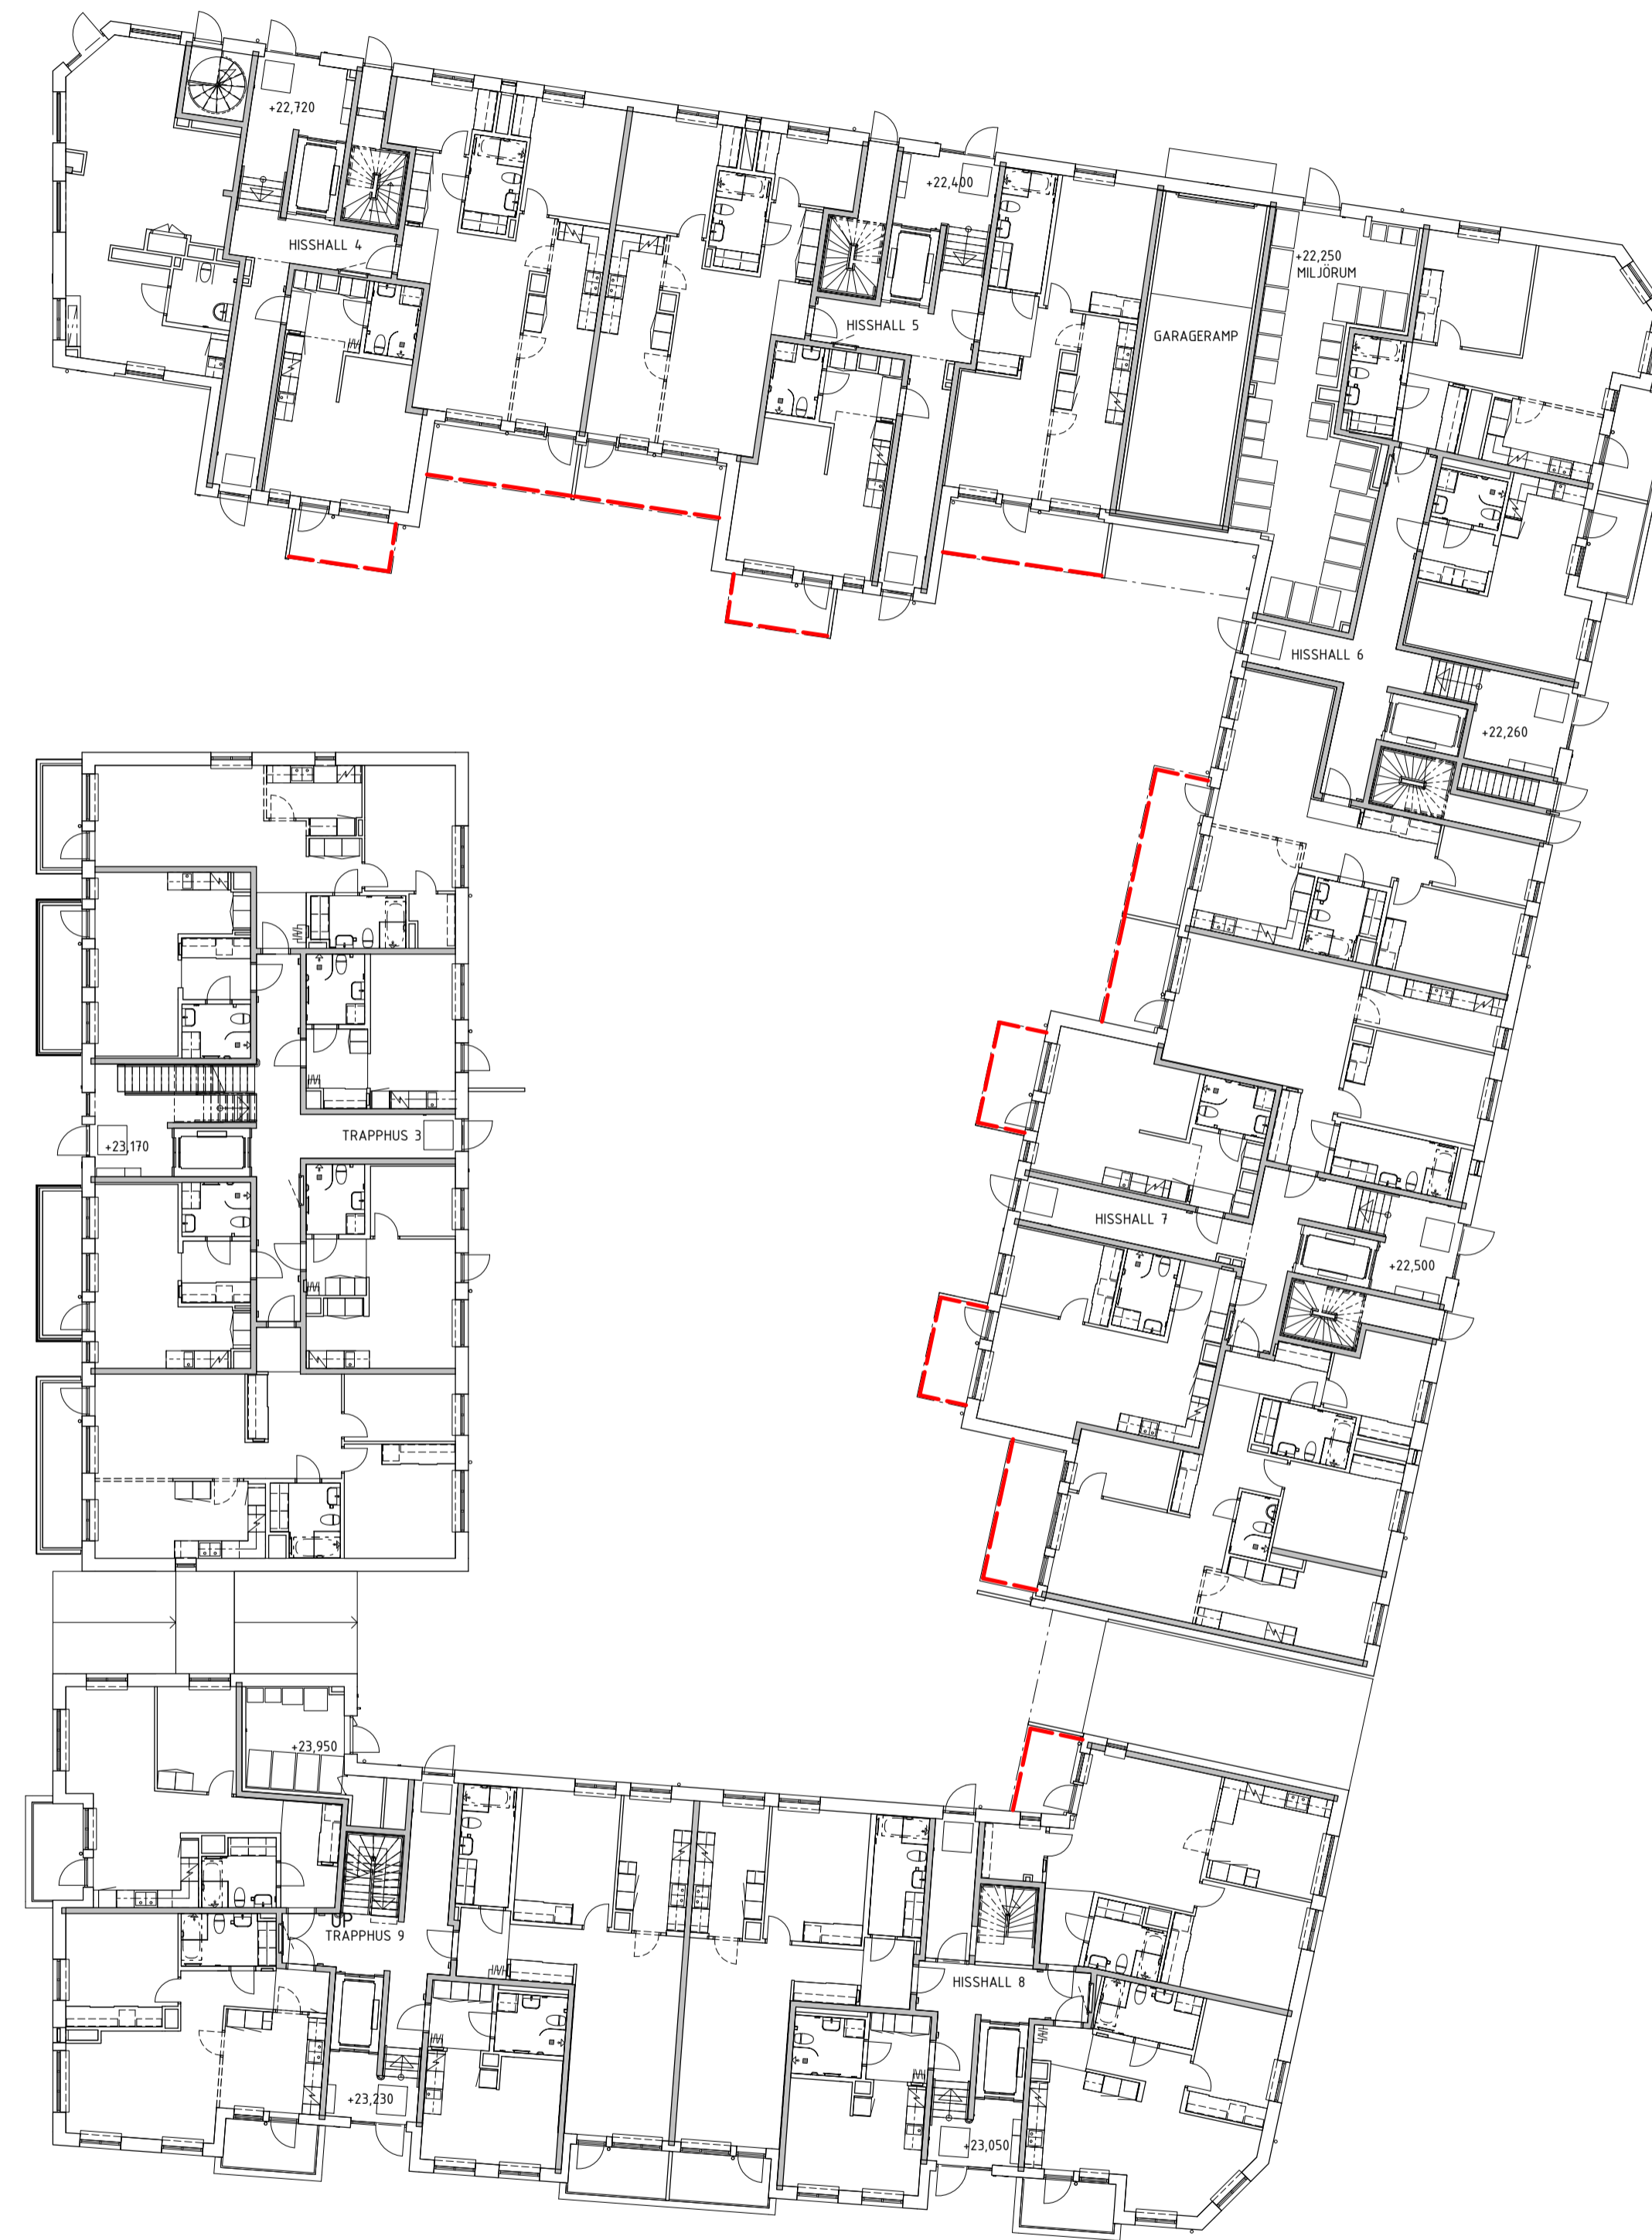 +22,720
HISSHALL 4
+22,400
HISSHALL 5
+22,250
MILJÖRUM
GARAGERAMP
HISSHALL 6
+22,260
TRAPPHUS 3
+23,170
HISSHALL 7
+22,500
+23,950
UP
TRAPPHUS 9
HISSHALL 8
+23,230
+23,050